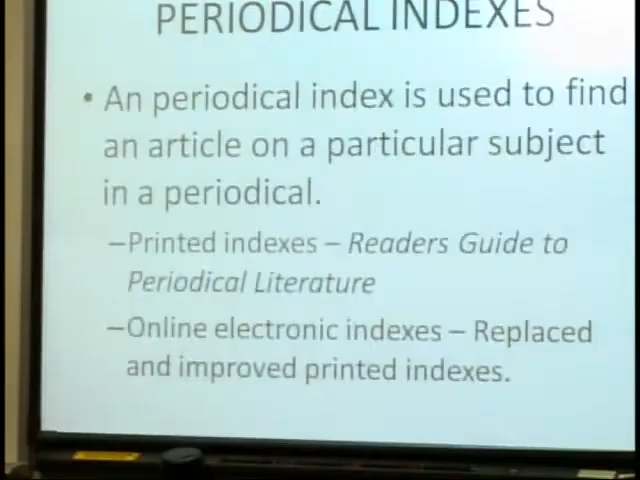 PERIODICAL INDEXES
• An periodical index is used to find
an article on a particular subject
in a periodical.
–Printed indexes – Readers Guide to
Periodical Literature
–Online electronic indexes – Replaced
and improved printed indexes.